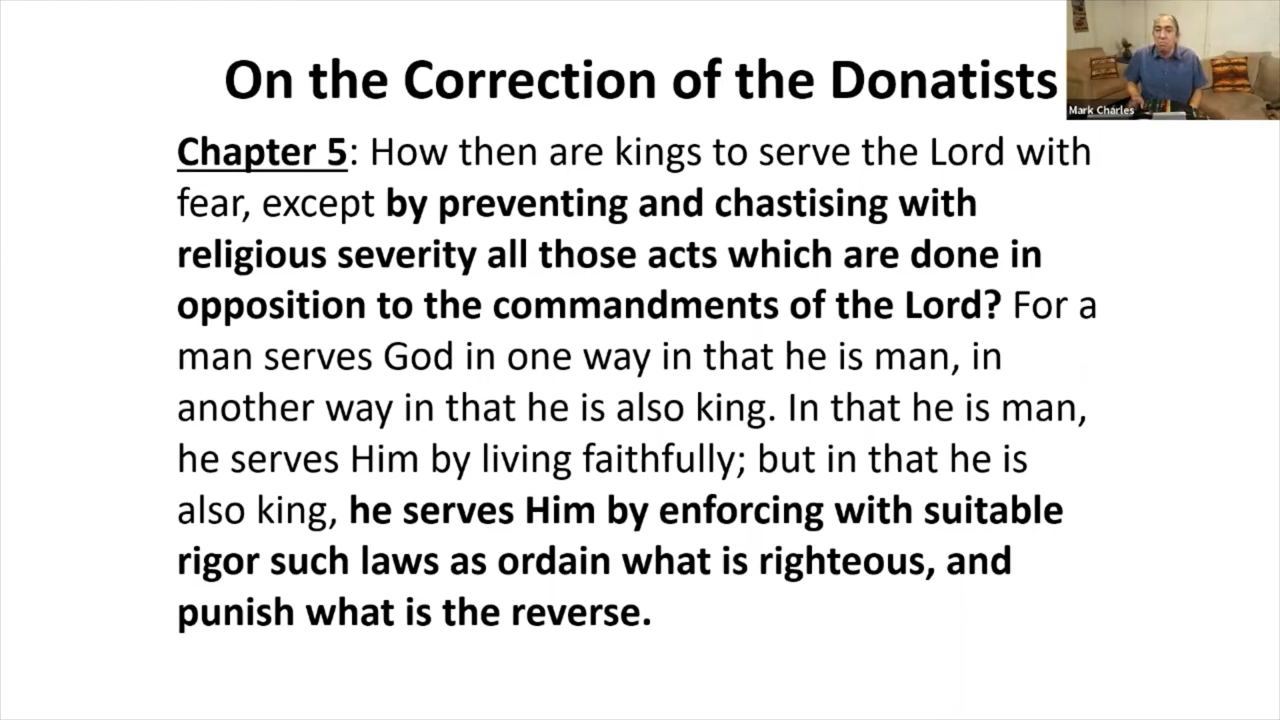 On the Correction of the Donatists
Mark Charles
Chapter 5: How then are kings to serve the Lord with
fear, except by preventing and chastising with
religious severity all those acts which are done in
opposition to the commandments of the Lord? For a
man serves God in one way in that he is man, in
another way in that he is also king. In that he is man,
he serves Him by living faithfully; but in that he is
also king, he serves Him by enforcing with suitable
rigor such laws as ordain what is righteous, and
punish what is the reverse.